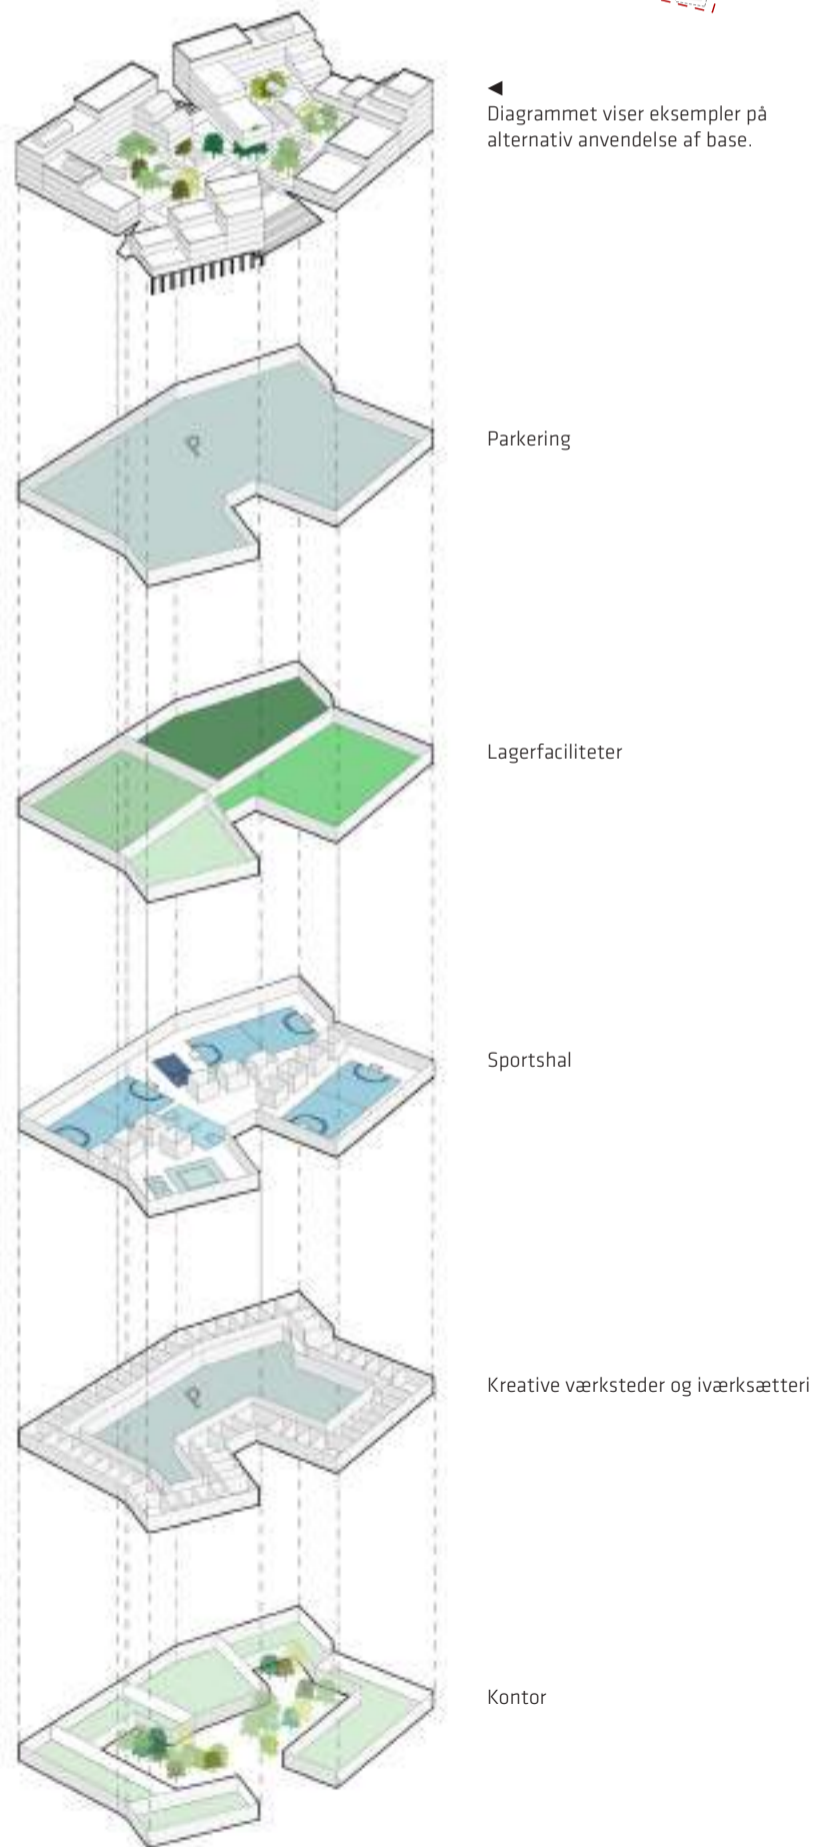 Diagrammet viser eksempler på
alternativ anvendelse af base.
P
Parkering
Lagerfaciliteter
Sportshal
P
Kreative værksteder og iværksætteri
Kontor